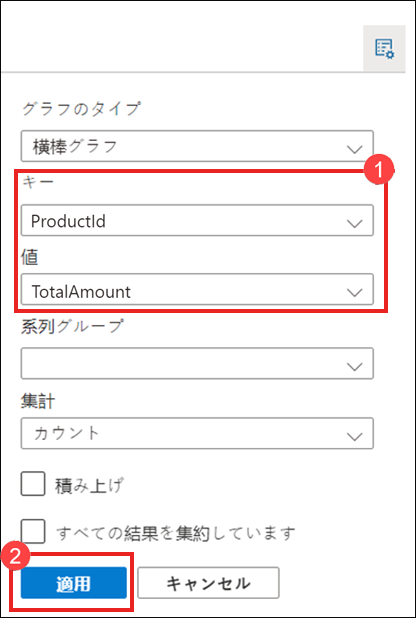 グラフのタイプ
横棒グラフ
1
キー
ProductId
値
TotalAmount
系列グループ
集計
カウント
積み上げ
すべての結果を集約しています
2
適用
キャンセル